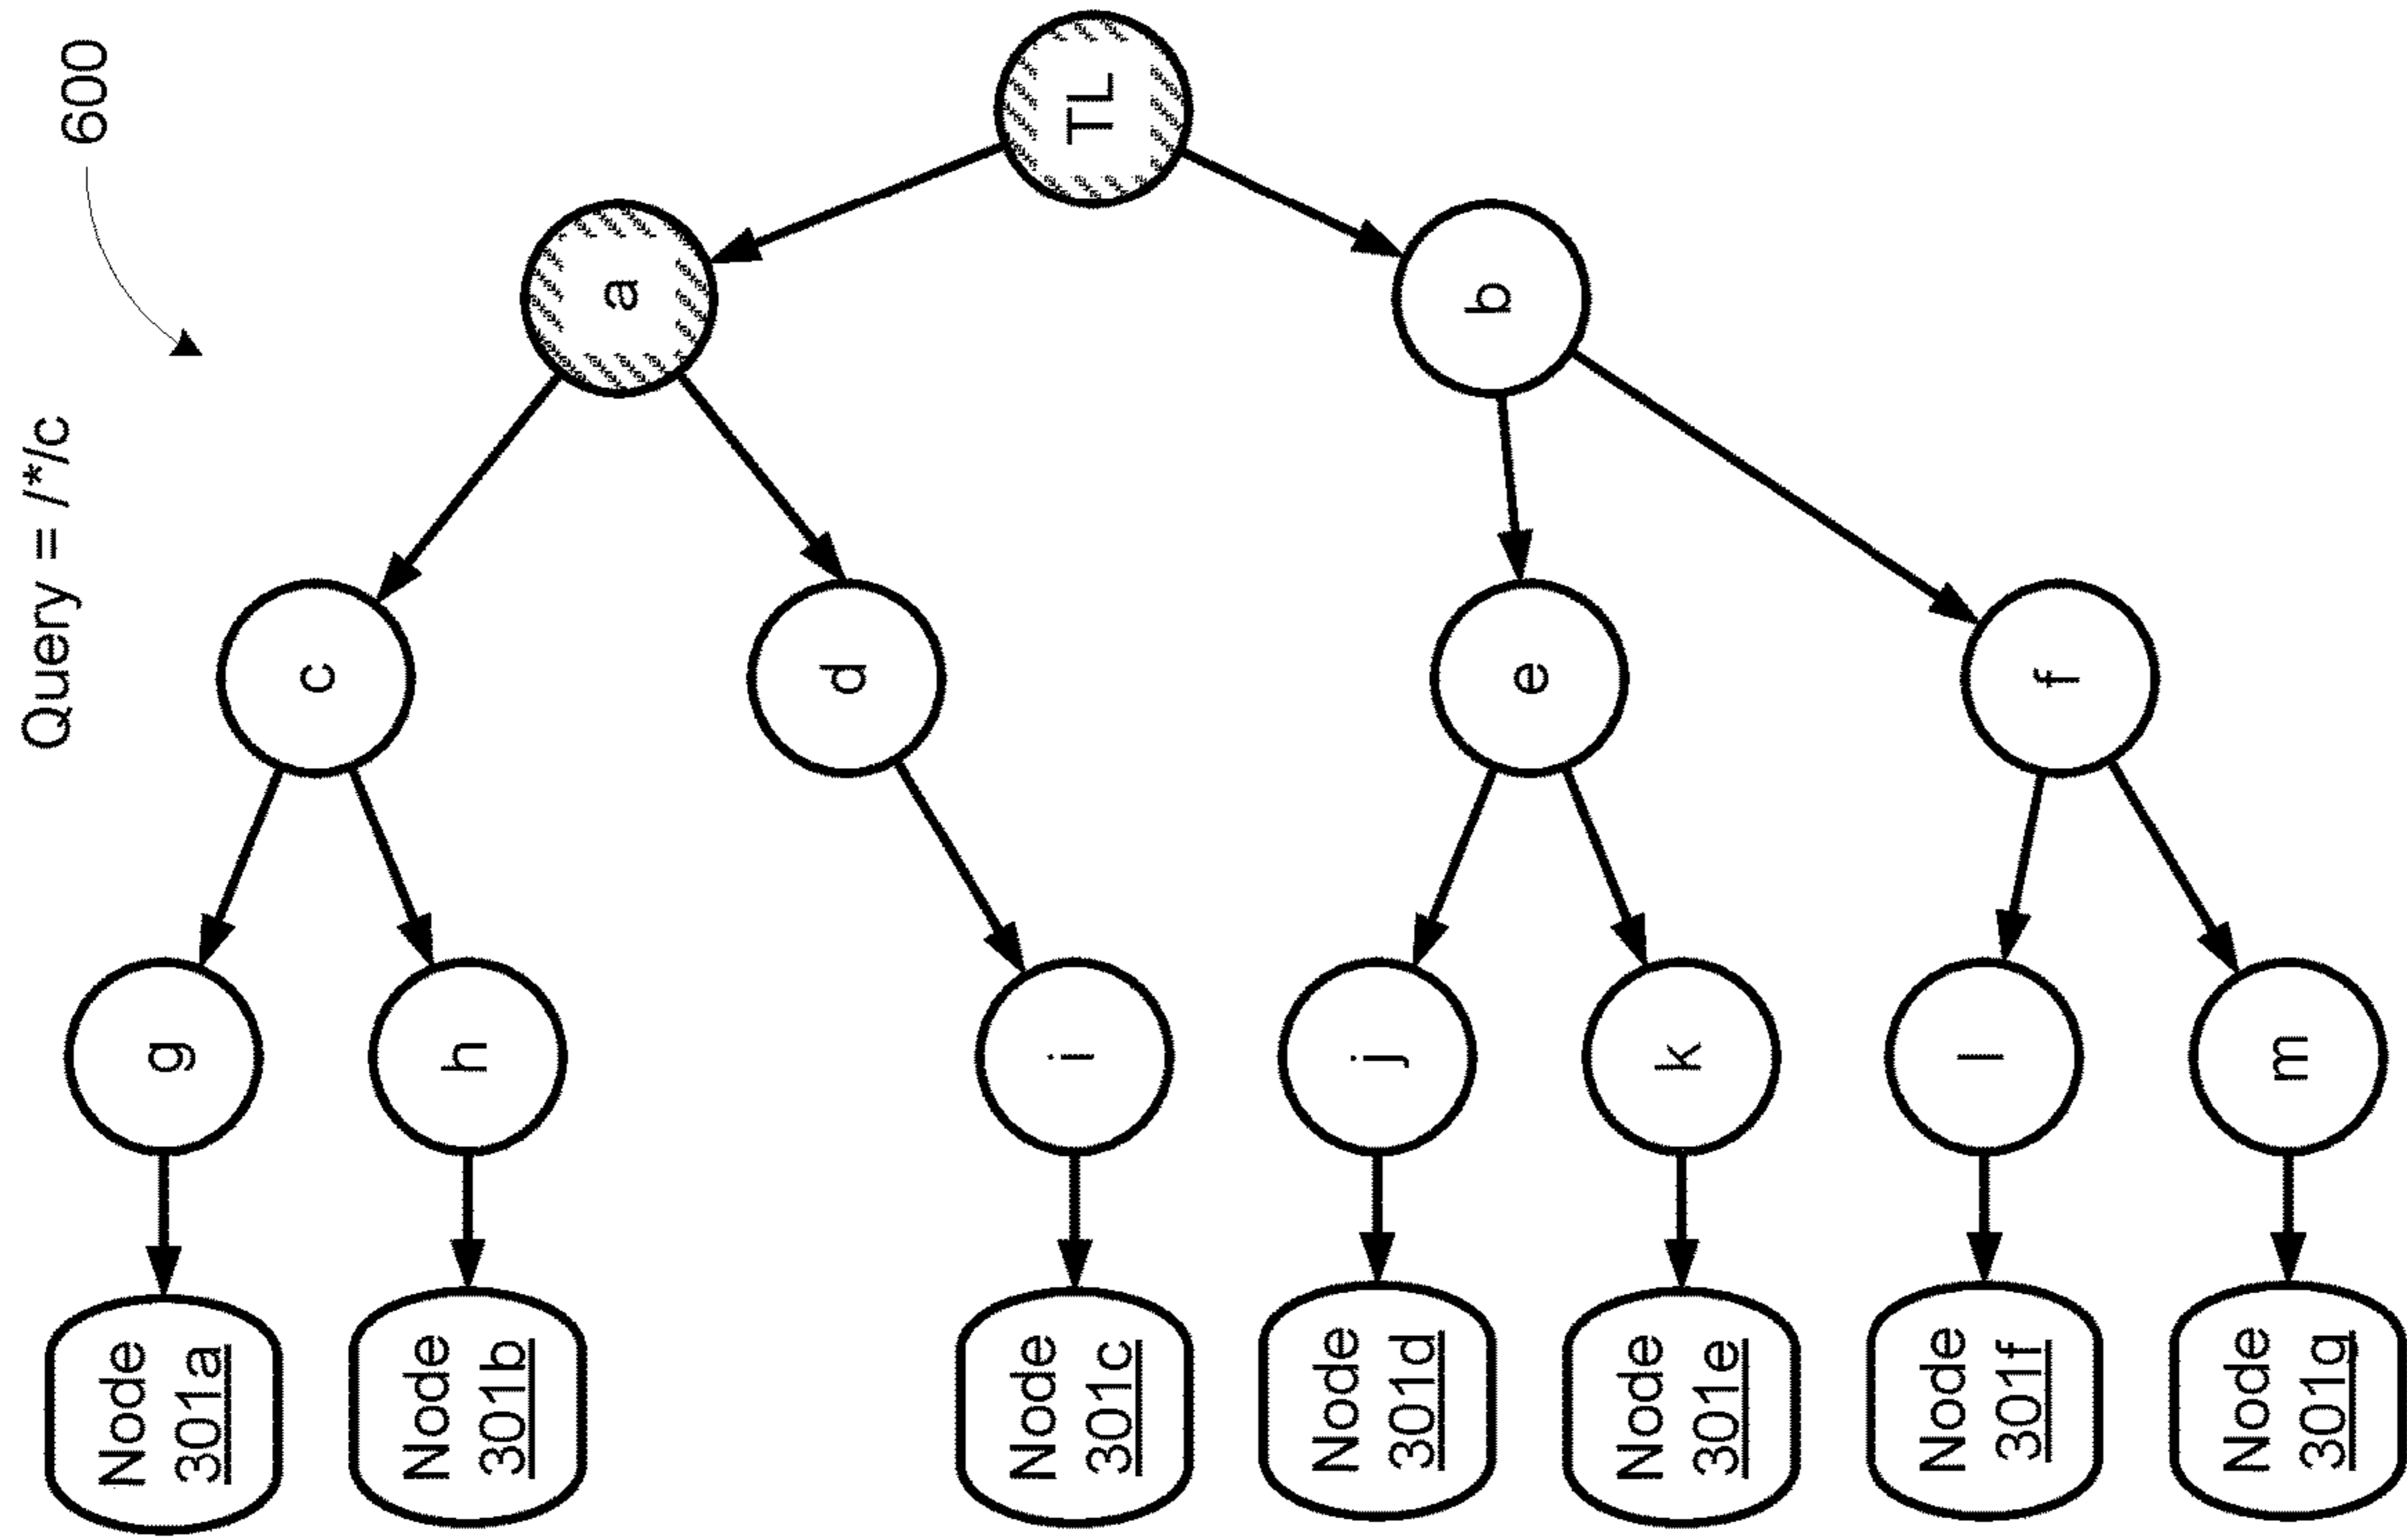 Query = /*/c
600
Node
301a
g
c
Node
301b
h
a
d
Node
301c
i
TL
Node
301d
j
b
e
Node
301e
k
Node
301f
l
f
Node
301g
m